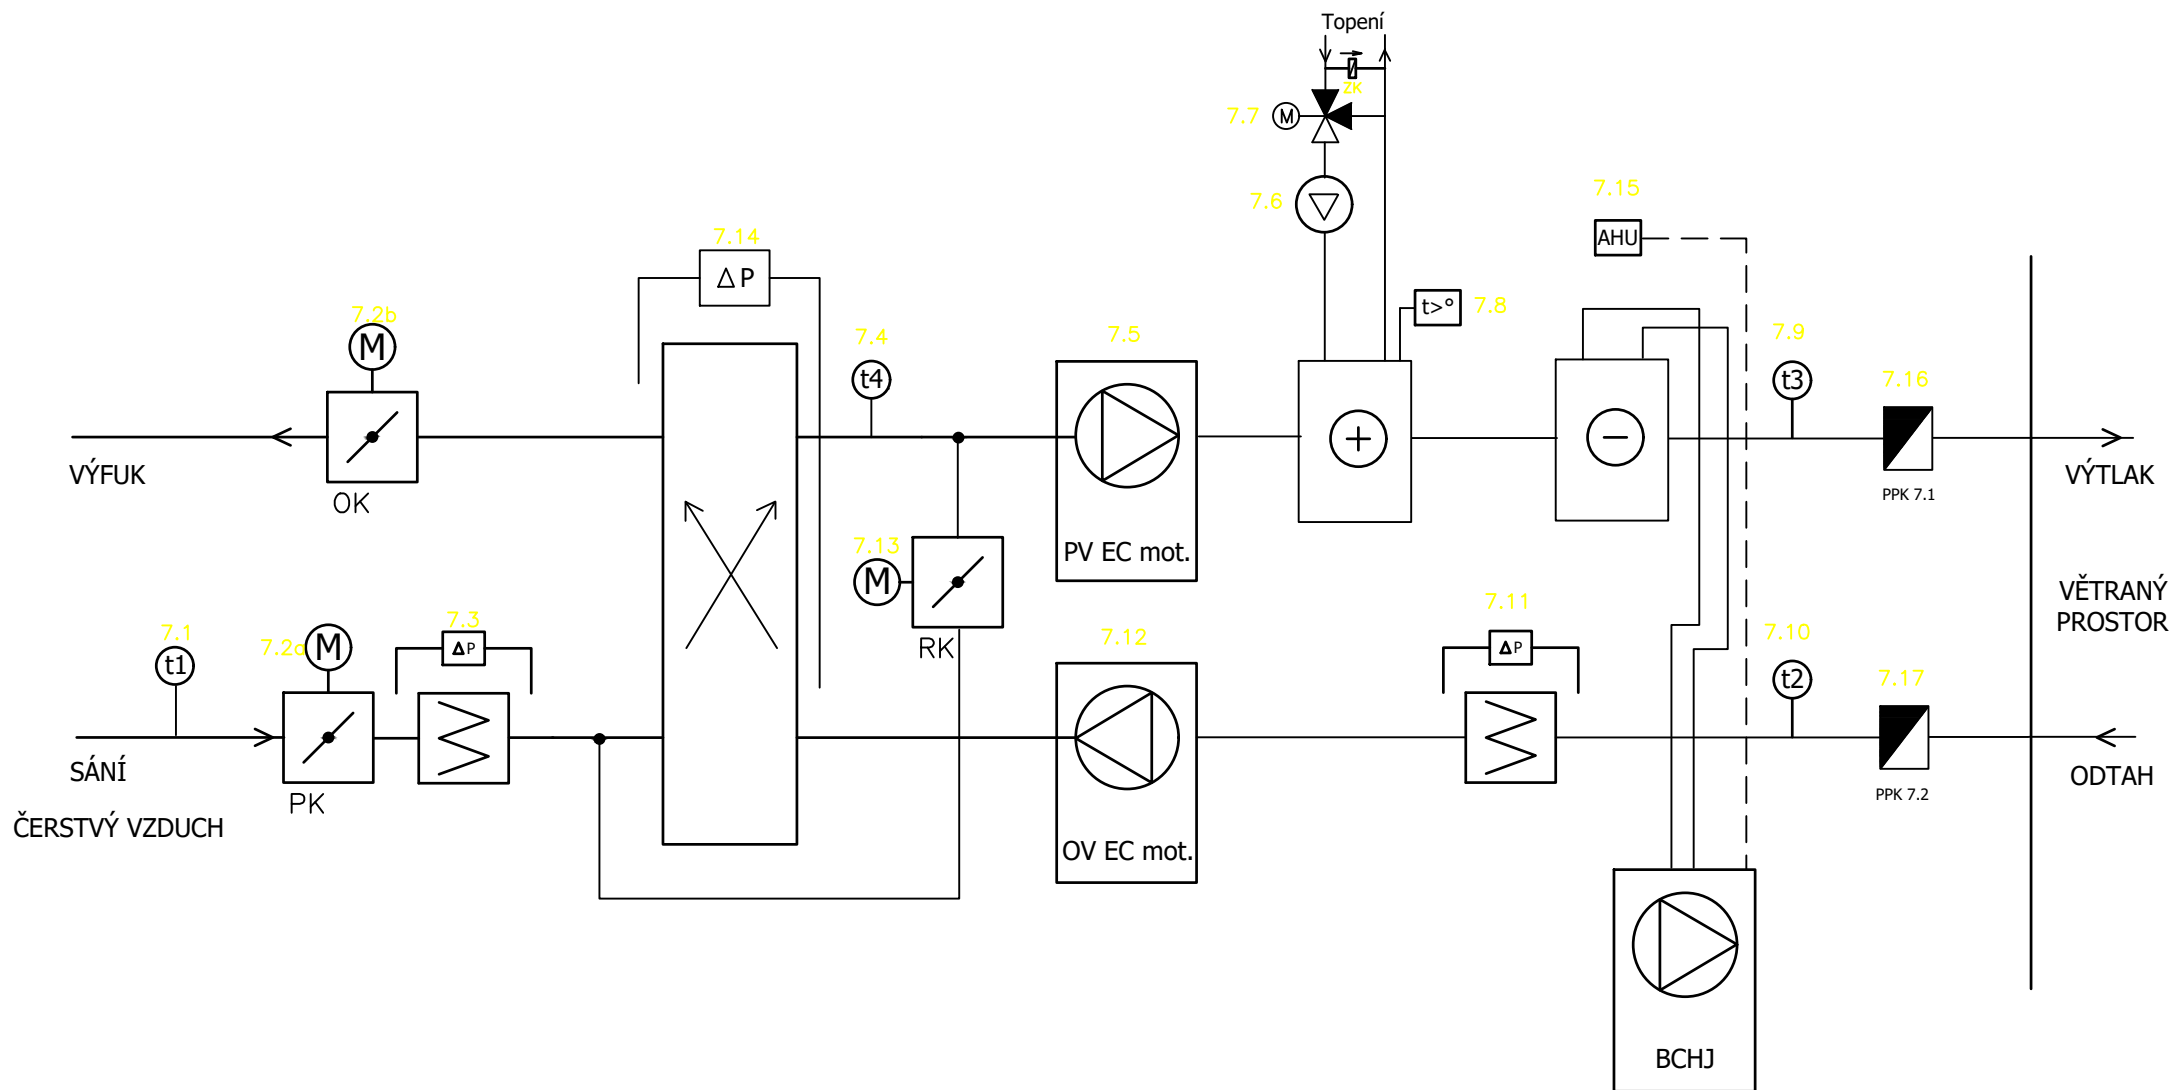 Topení
ZK
7.7
M
7.6
7.15
AHU
7.14
Δ P
7.2b
M
7.4
t4
7.5
t>°
7.8
7.9
t3
7.16
VÝFUK
OK
PPK 7.1
VÝTLAK
7.13
M
PV EC mot.
RK
VĚTRANÝ
PROSTOR
7.1
t1
7.2a
M
7.3
Δ P
7.12
7.11
Δ P
7.10
t2
7.17
SÁNÍ
PK
PPK 7.2
ODTAH
ČERSTVÝ VZDUCH
OV EC mot.
BCHJ